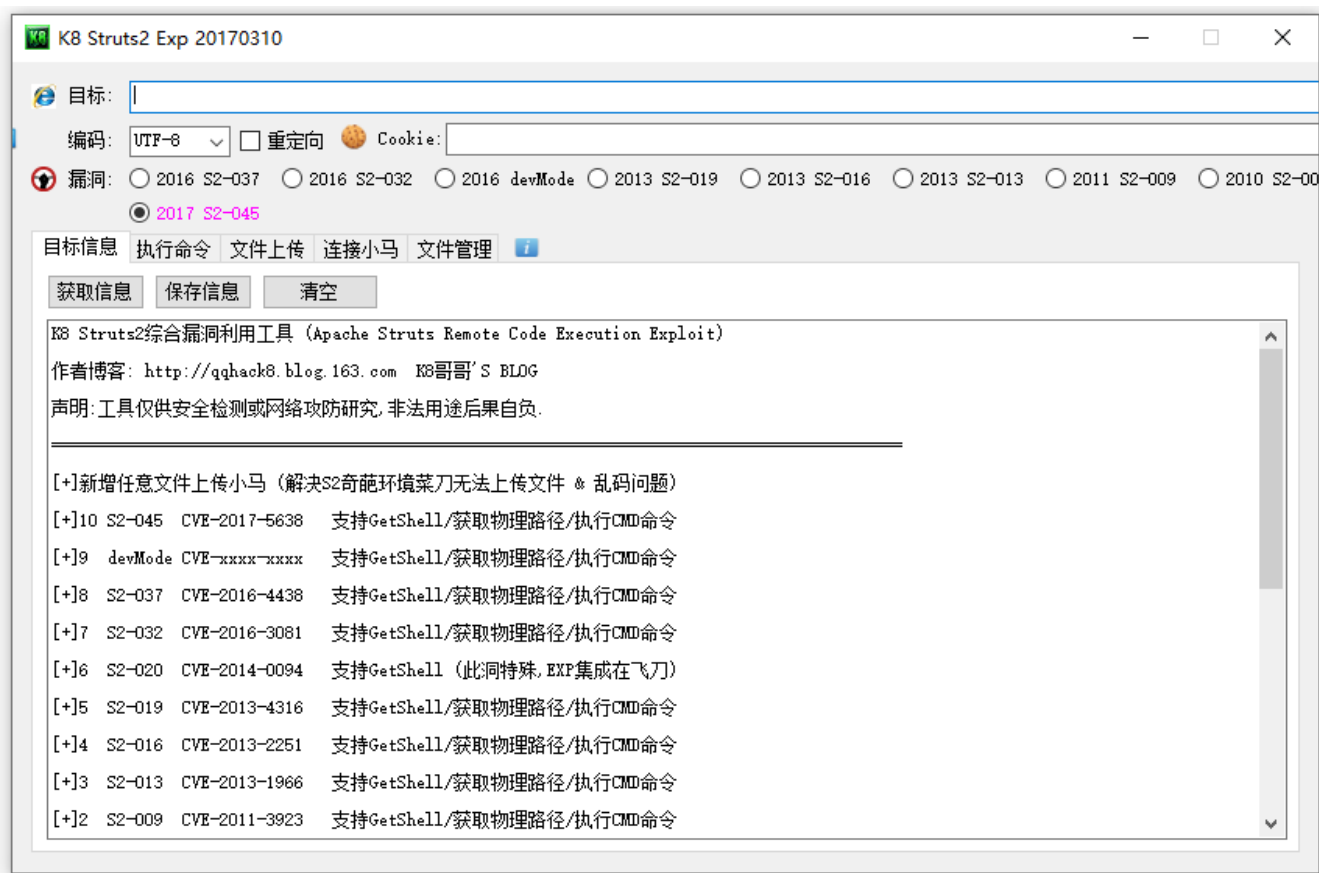 K8 Struts2 Exp 20170310
目标:
编码: UTF-8 重定向 Cookie:
漏洞: 2016 S2-037 2016 S2-032 2016 devMode 2013 S2-019 2013 S2-016 2013 S2-013 2011 S2-009 2010 S2-00
2017 S2-045
目标信息 执行命令 文件上传 连接小马 文件管理
获取信息 保存信息 清空
K8 Struts2综合漏洞利用工具 (Apache Struts Remote Code Execution Exploit)
作者博客: http://qqhack8.blog.163.com K8哥哥'S BLOG
声明:工具仅供安全检测或网络攻防研究,非法用途后果自负.
[+]新增任意文件上传小马 (解决S2奇葩环境菜刀无法上传文件 & 乱码问题)
[+]10 S2-045 CVE-2017-5638 支持GetShell/获取物理路径/执行CMD命令
[+]9 devMode CVE-xxxx-xxxx 支持GetShell/获取物理路径/执行CMD命令
[+]8 S2-037 CVE-2016-4438 支持GetShell/获取物理路径/执行CMD命令
[+]7 S2-032 CVE-2016-3081 支持GetShell/获取物理路径/执行CMD命令
[+]6 S2-020 CVE-2014-0094 支持GetShell (此洞特殊,EXP集成在飞刀)
[+]5 S2-019 CVE-2013-4316 支持GetShell/获取物理路径/执行CMD命令
[+]4 S2-016 CVE-2013-2251 支持GetShell/获取物理路径/执行CMD命令
[+]3 S2-013 CVE-2013-1966 支持GetShell/获取物理路径/执行CMD命令
[+]2 S2-009 CVE-2011-3923 支持GetShell/获取物理路径/执行CMD命令